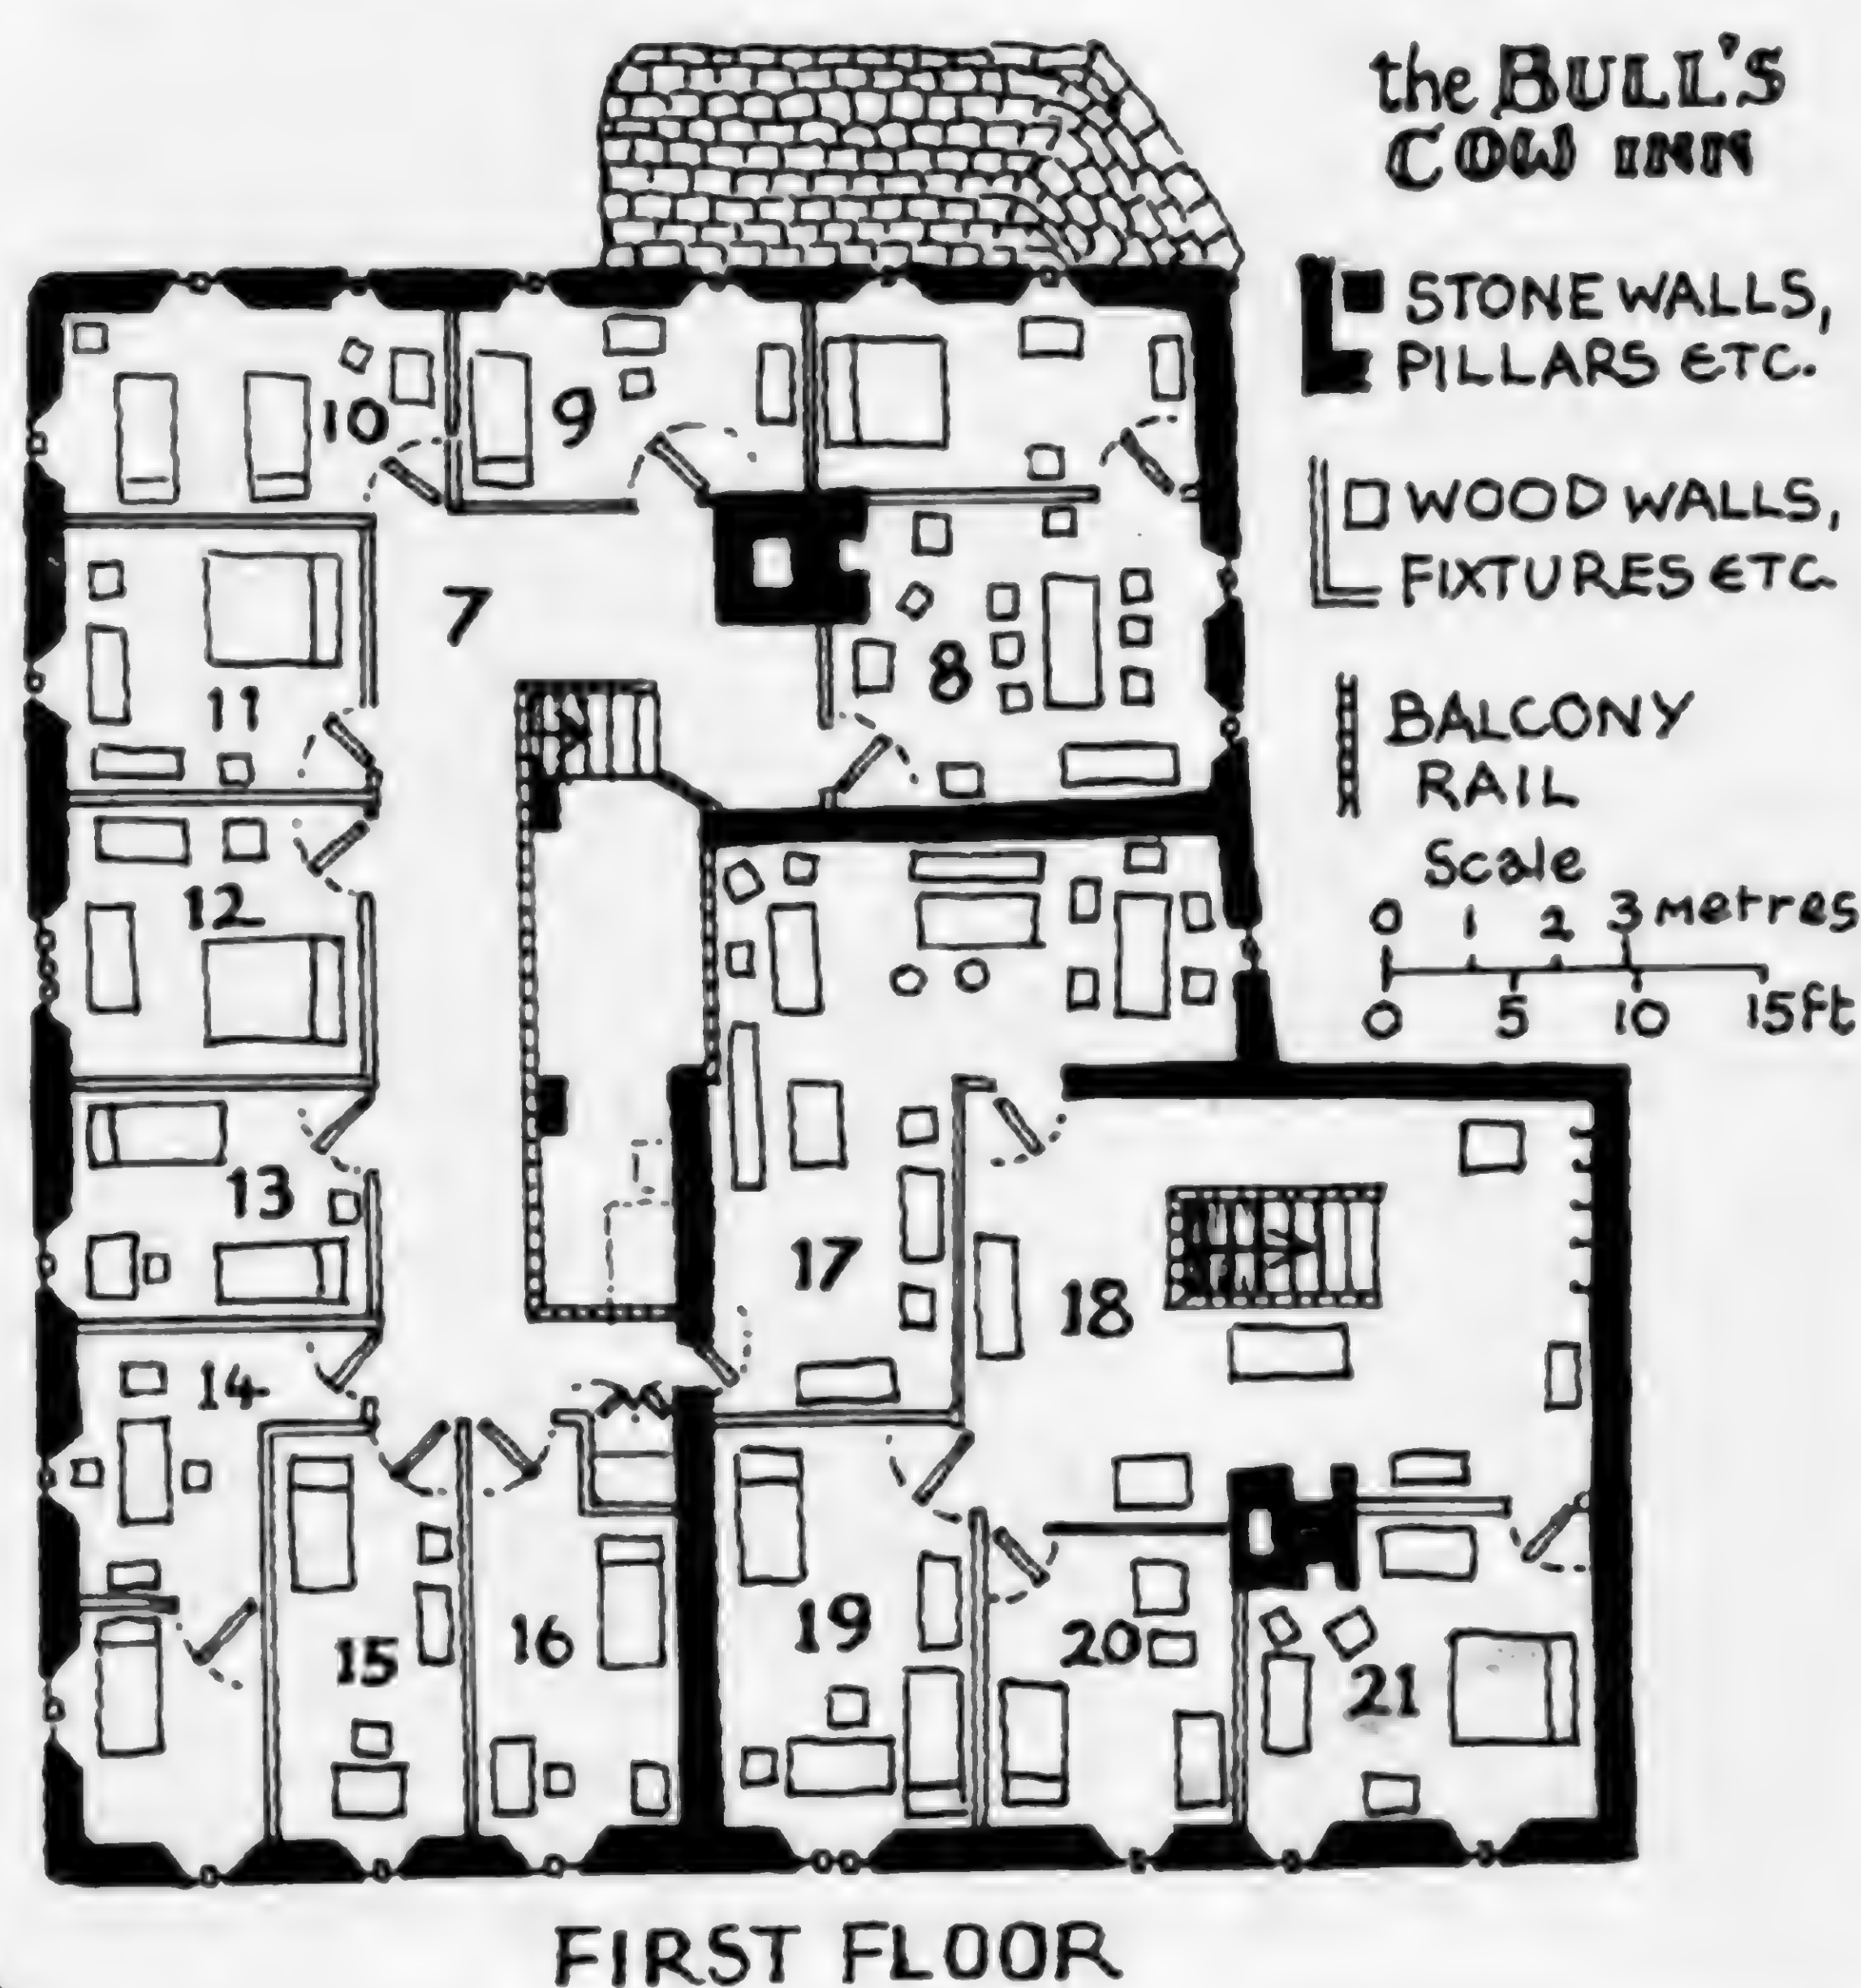 the BULL'S
COW INN
STONE WALLS,
PILLARS ETC.
WOOD WALLS,
FIXTURES ETC
BALCONY
RAIL
Scale
0 1 2 3 metres
0 5 10 15ft
10
9
7
8
11
12
13
17
18
14
15
16
19
20
21
FIRST FLOOR